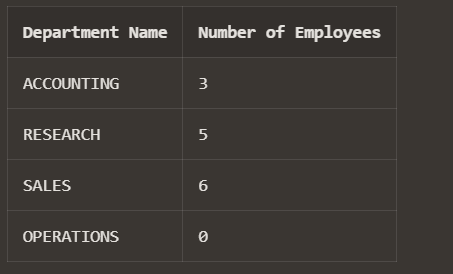 Department Name Number of Employees
ACCOUNTING 3
RESEARCH 5
SALES 6
OPERATIONS 0